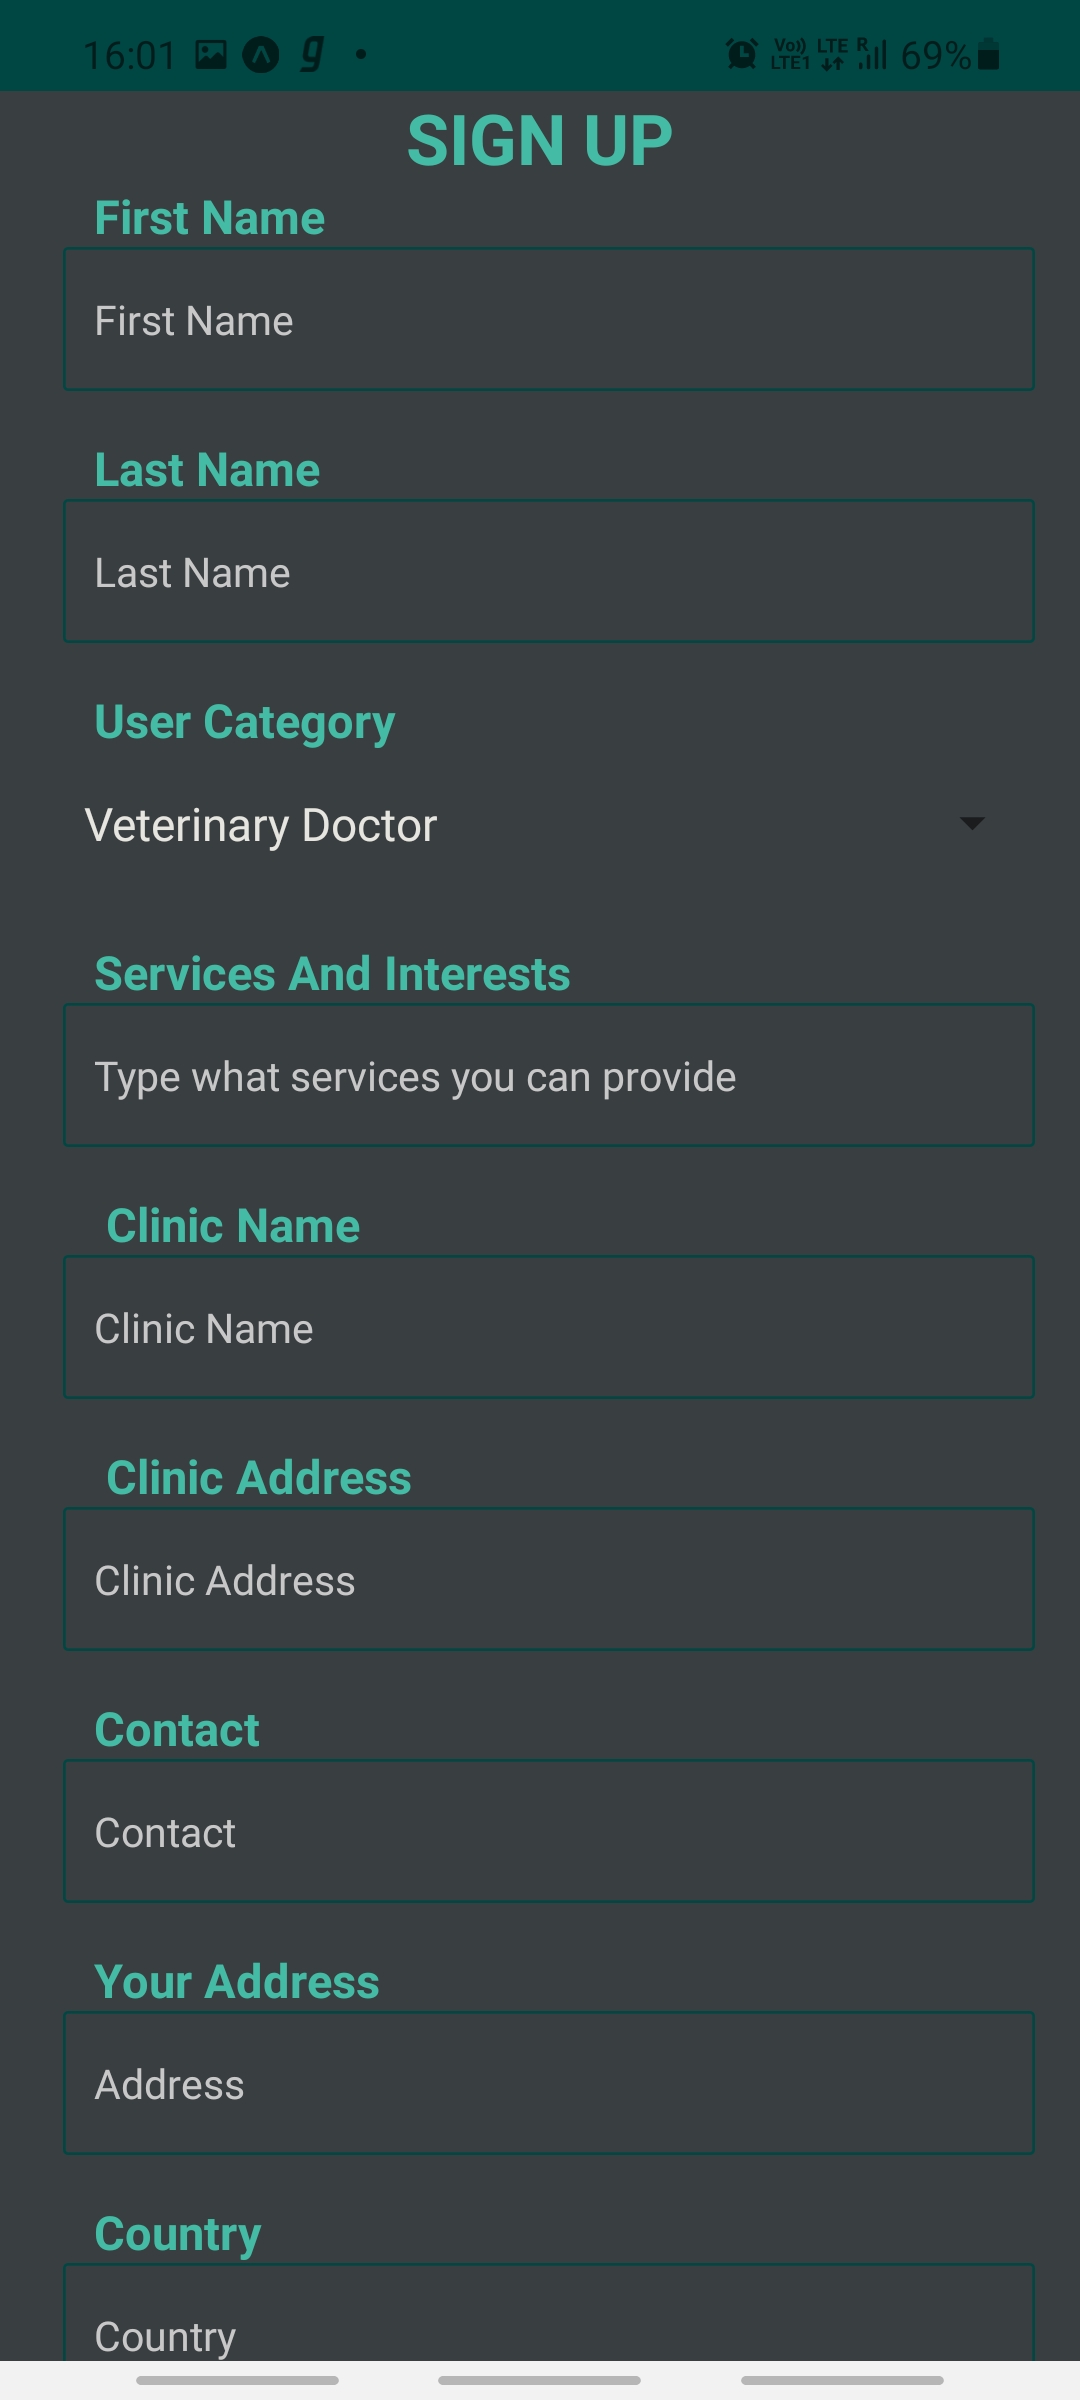 16:01 g Vo)) LTE1 LTE R 69%
SIGN UP
First Name
First Name
Last Name
Last Name
User Category
Veterinary Doctor
Services And Interests
Type what services you can provide
Clinic Name
Clinic Name
Clinic Address
Clinic Address
Contact
Contact
Your Address
Address
Country
Country